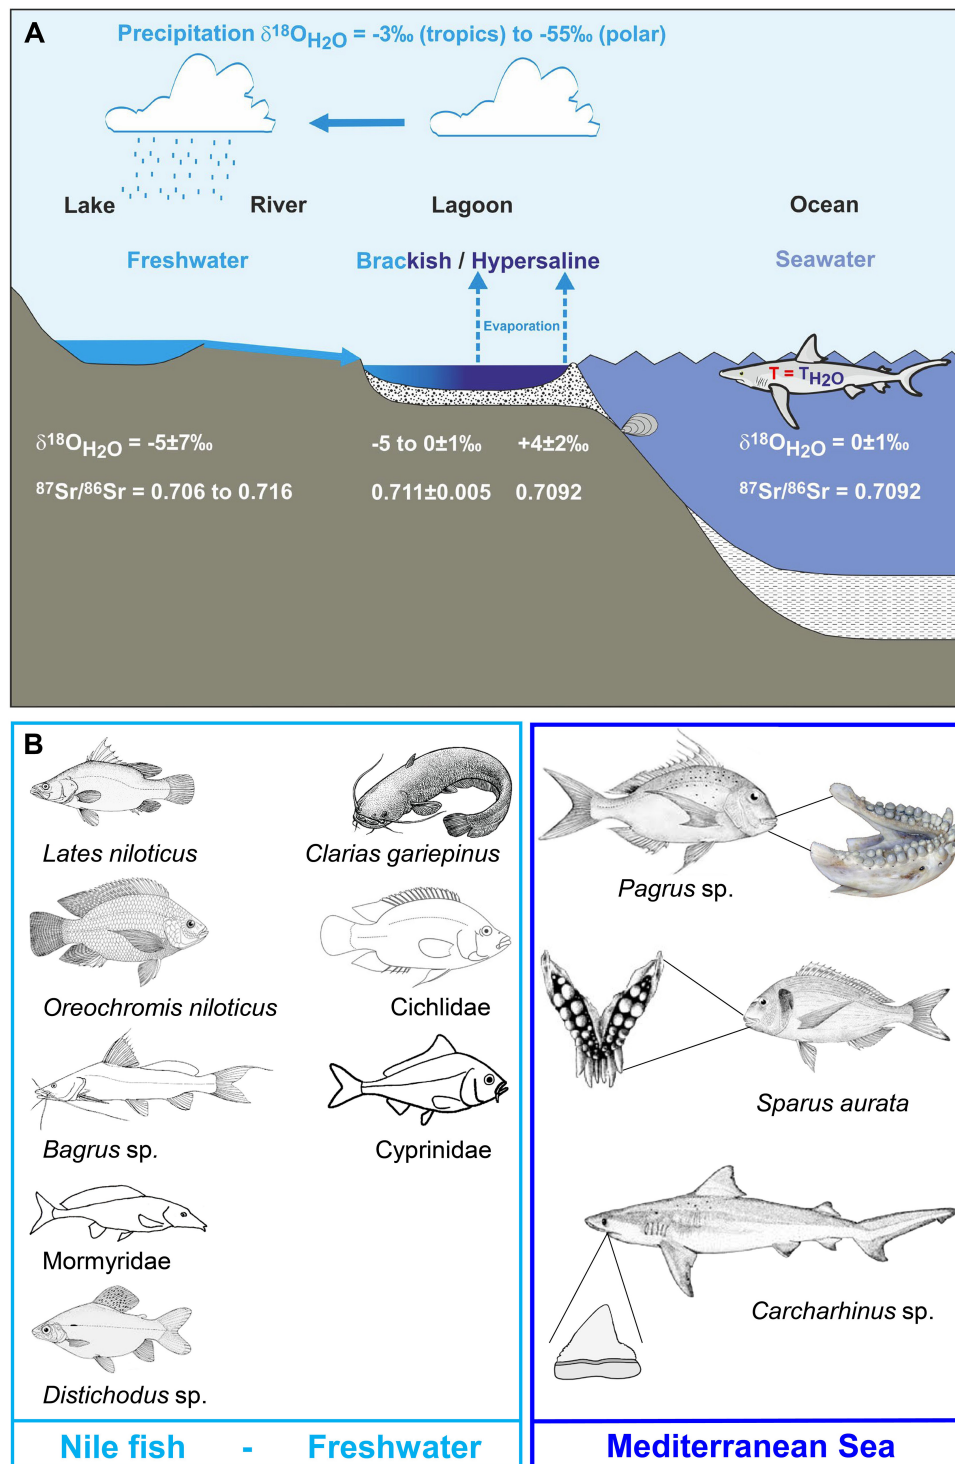 A
Precipitation δ18OH2O = -3‰ (tropics) to -55‰ (polar)
Lake River Lagoon Ocean
Freshwater Brackish / Hypersaline Seawater
Evaporation
T = TH2O
δ18OH2O = -5±7‰ -5 to 0±1‰ +4±2‰ δ18OH2O = 0±1‰
87Sr/86Sr = 0.706 to 0.716 0.711±0.005 0.7092 87Sr/86Sr = 0.7092
B
Lates niloticus Clarias gariepinus
Oreochromis niloticus Cichlidae
Bagrus sp. Cyprinidae
Mormyridae
Distichodus sp.
Nile fish - Freshwater
Pagrus sp.
Sparus aurata
Carcharhinus sp.
Mediterranean Sea